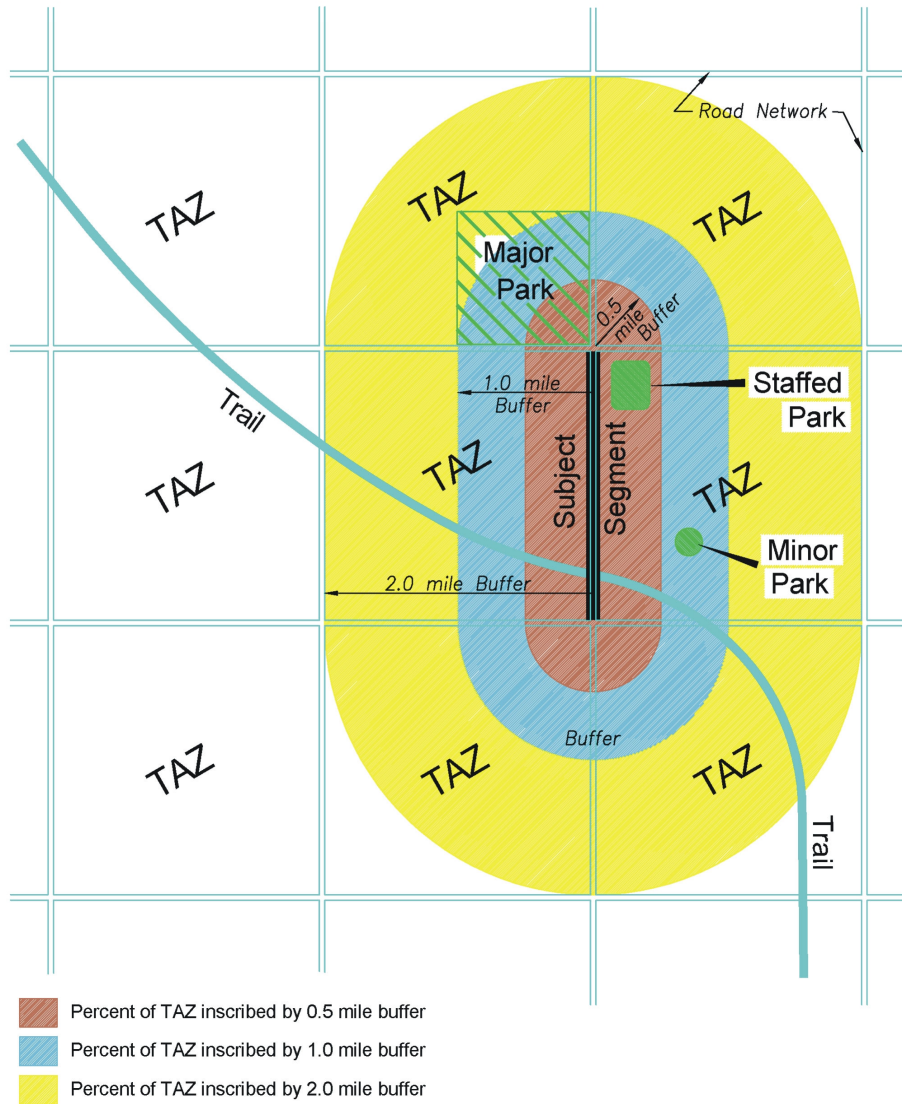 Road Network
TAZ
TAZ
TAZ
Major
Park
0.5
mile
Buffer
1.0 mile
Buffer
Staffed
Park
Trail
TAZ
TAZ
Subject
Segment
TAZ
Minor
Park
2.0 mile Buffer
Buffer
TAZ
TAZ
TAZ
Trail
Percent of TAZ inscribed by 0.5 mile buffer
Percent of TAZ inscribed by 1.0 mile buffer
Percent of TAZ inscribed by 2.0 mile buffer